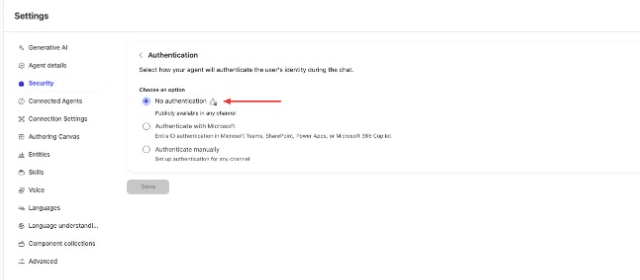 Settings
Generative AI
Agent details
Security
Connected Agents
Connection Settings
Authoring Canvas
Entities
Skills
Voice
Languages
Language understandi...
Component collections
Advanced
Authentication
Select how your agent will authenticate the user's identity during the chat.
Choose an option
No authentication
Publicly available in any channel
Authenticate with Microsoft
Entra ID authentication in Microsoft Teams, SharePoint, Power Apps, or Microsoft 365 Copilot
Authenticate manually
Set up authentication for any channel
Save